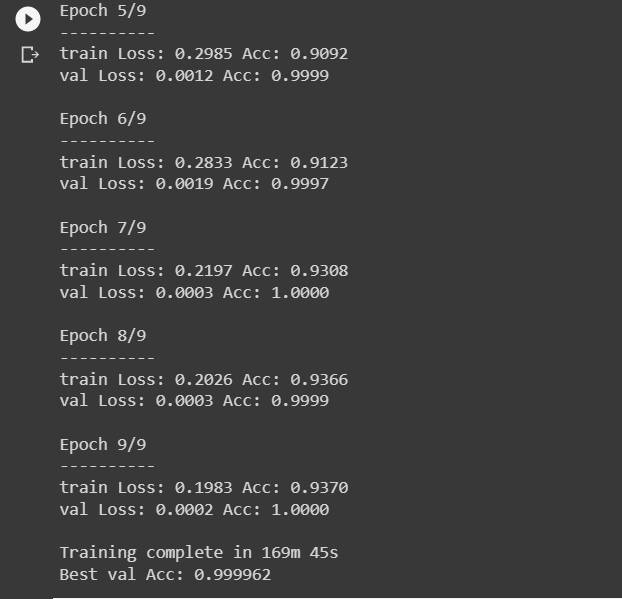 Epoch 5/9
----------
train Loss: 0.2985 Acc: 0.9092
val Loss: 0.0012 Acc: 0.9999
Epoch 6/9
----------
train Loss: 0.2833 Acc: 0.9123
val Loss: 0.0019 Acc: 0.9997
Epoch 7/9
----------
train Loss: 0.2197 Acc: 0.9308
val Loss: 0.0003 Acc: 1.0000
Epoch 8/9
----------
train Loss: 0.2026 Acc: 0.9366
val Loss: 0.0003 Acc: 0.9999
Epoch 9/9
----------
train Loss: 0.1983 Acc: 0.9370
val Loss: 0.0002 Acc: 1.0000
Training complete in 169m 45s
Best val Acc: 0.999962